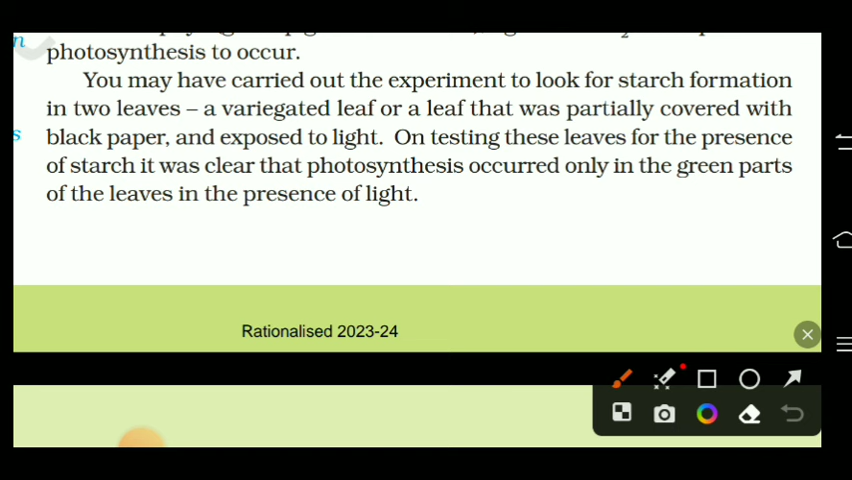 n
photosynthesis to occur.
You may have carried out the experiment to look for starch formation
in two leaves – a variegated leaf or a leaf that was partially covered with
s
black paper, and exposed to light. On testing these leaves for the presence
of starch it was clear that photosynthesis occurred only in the green parts
of the leaves in the presence of light.
Rationalised 2023-24